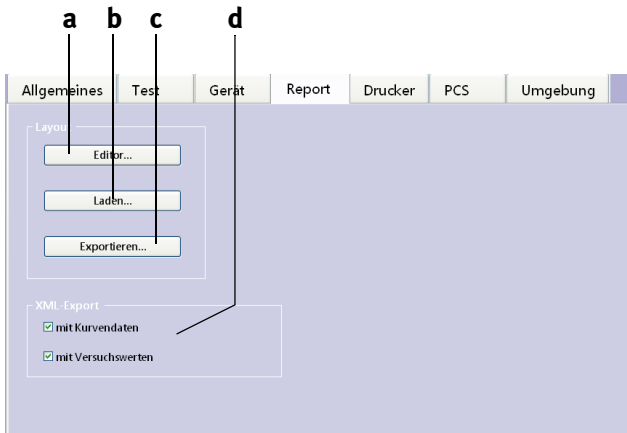 a b c d
Allgemeines Test Gerät Report Drucker PCS Umgebung
Layout
Editor...
Laden...
Exportieren...
XML-Export
mit Kurvendaten
mit Versuchswerten